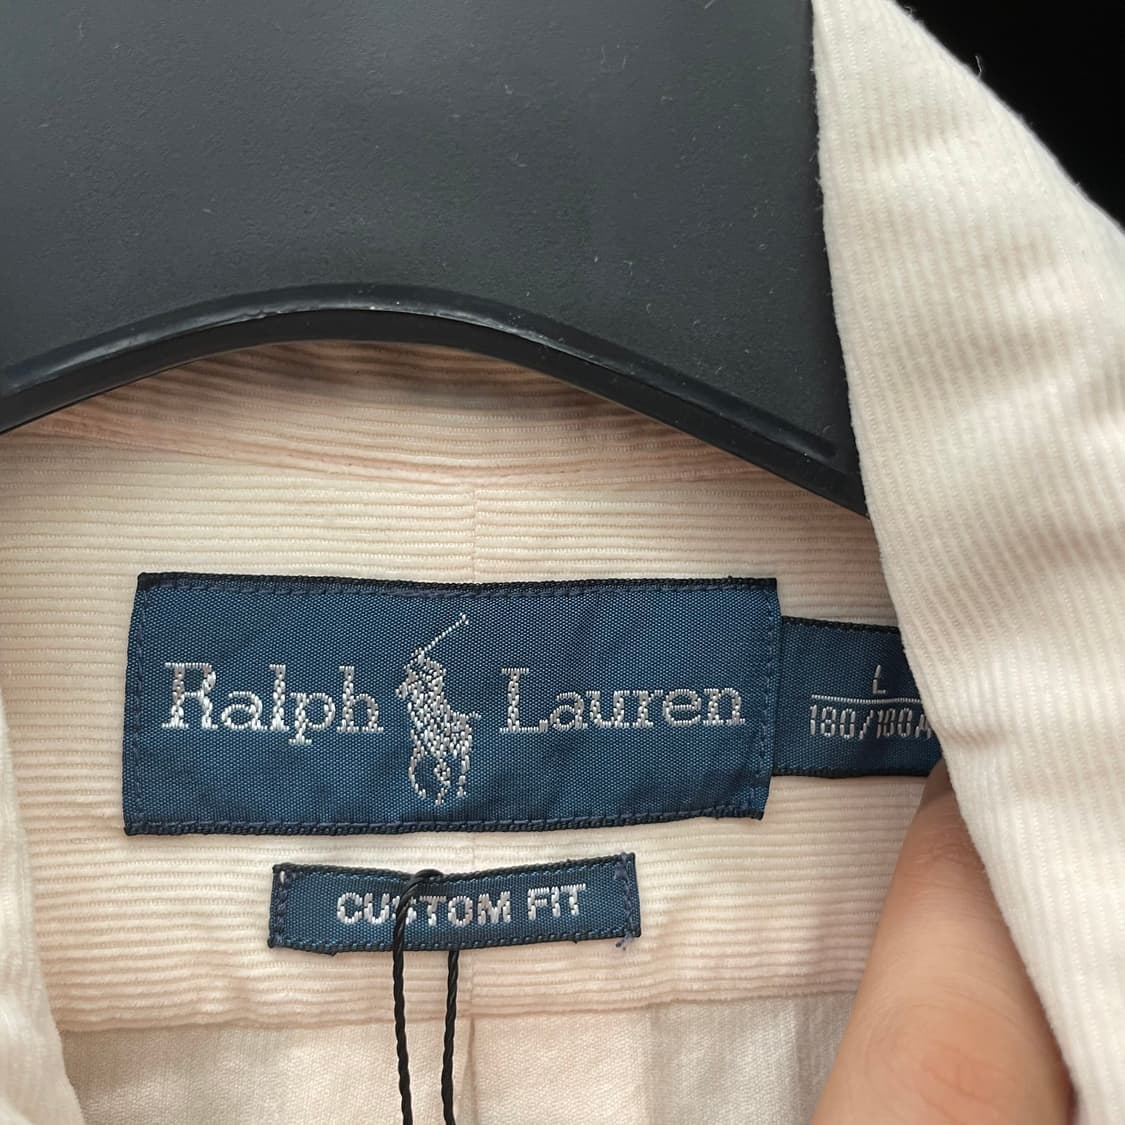 Ralph Lauren
L
180/100A
CUSTOM FIT